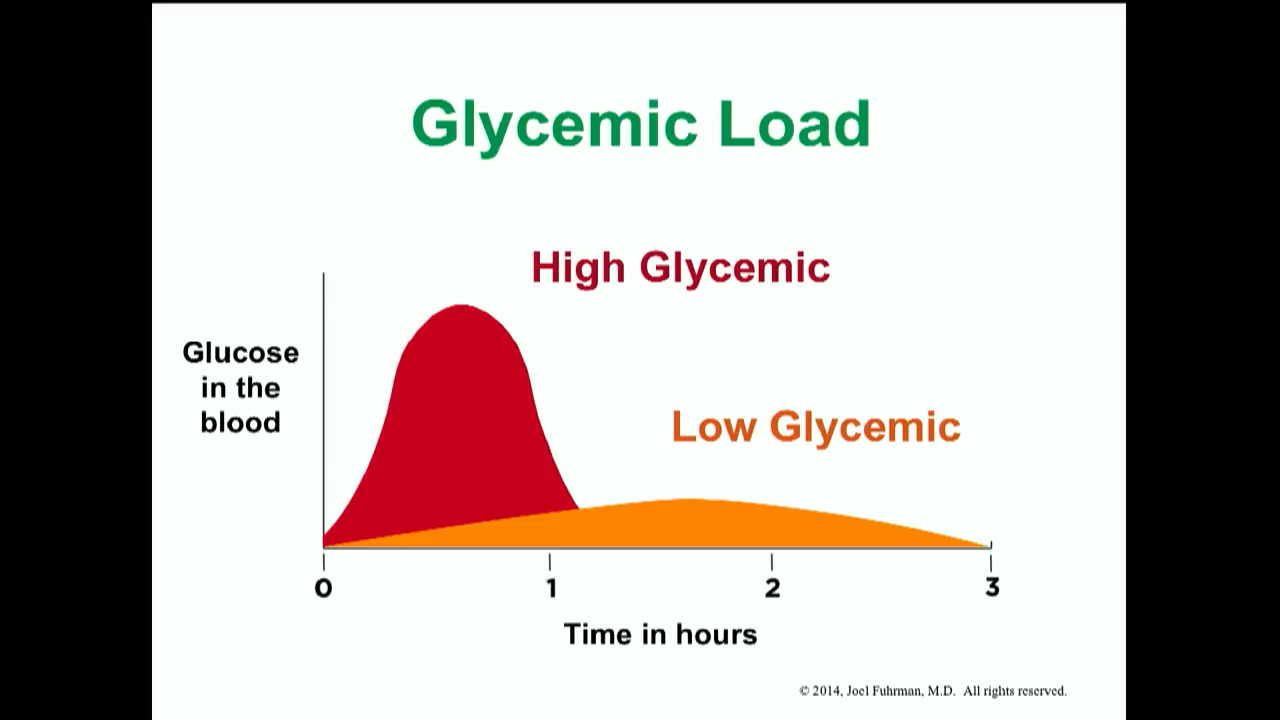 Glycemic Load
High Glycemic
Glucose
in the
blood
Low Glycemic
0 1 2 3
Time in hours
© 2014, Joel Fuhrman, M.D. All rights reserved.